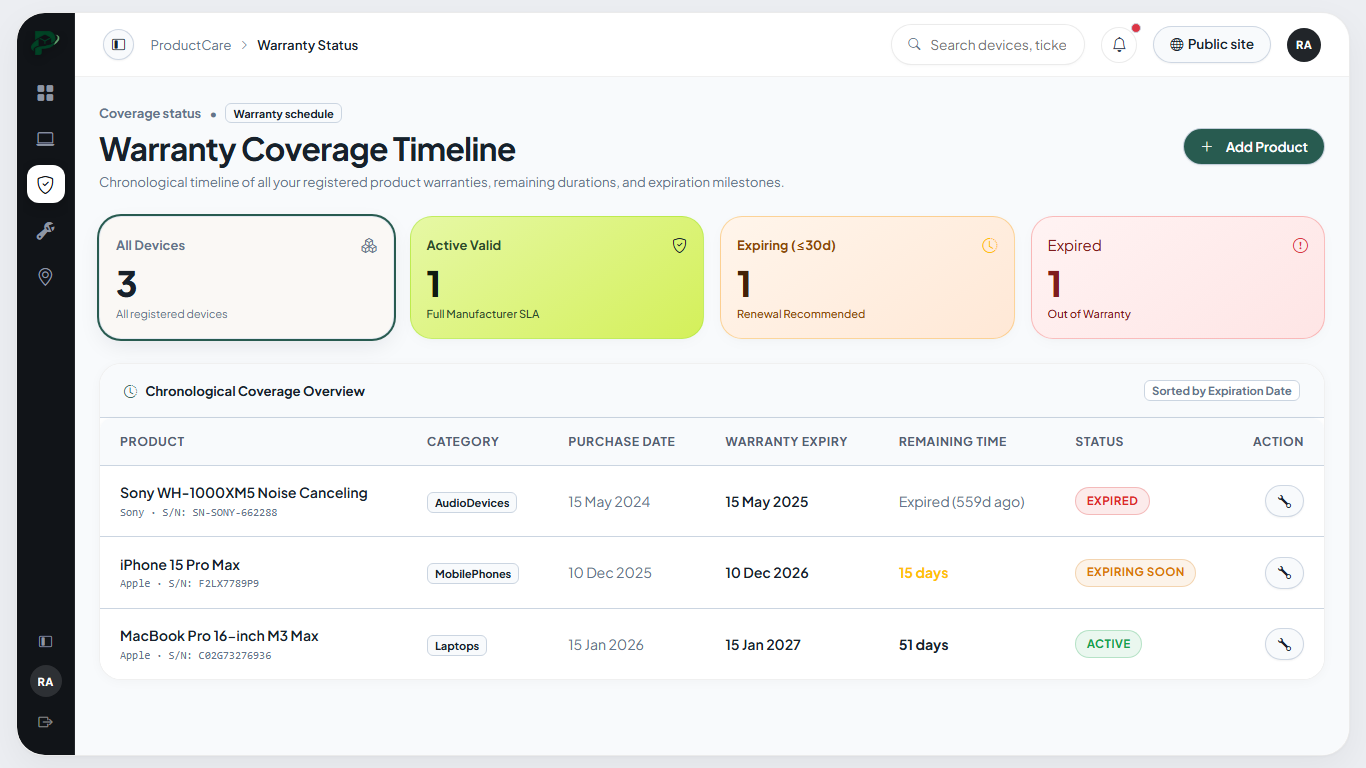 ProductCare > Warranty Status
Search devices, ticke
Public site
RA
Coverage status • Warranty schedule
Warranty Coverage Timeline
Chronological timeline of all your registered product warranties, remaining durations, and expiration milestones.
+ Add Product
All Devices
3
All registered devices
Active Valid
1
Full Manufacturer SLA
Expiring (≤30d)
1
Renewal Recommended
Expired
1
Out of Warranty
Chronological Coverage Overview
Sorted by Expiration Date
PRODUCT CATEGORY PURCHASE DATE WARRANTY EXPIRY REMAINING TIME STATUS ACTION
Sony WH-1000XM5 Noise Canceling
Sony · S/N: SN-SONY-662288
AudioDevices 15 May 2024 15 May 2025 Expired (559d ago) EXPIRED
iPhone 15 Pro Max
Apple · S/N: F2LX7789P9
MobilePhones 10 Dec 2025 10 Dec 2026 15 days EXPIRING SOON
MacBook Pro 16-inch M3 Max
Apple · S/N: C02G73276936
Laptops 15 Jan 2026 15 Jan 2027 51 days ACTIVE
RA